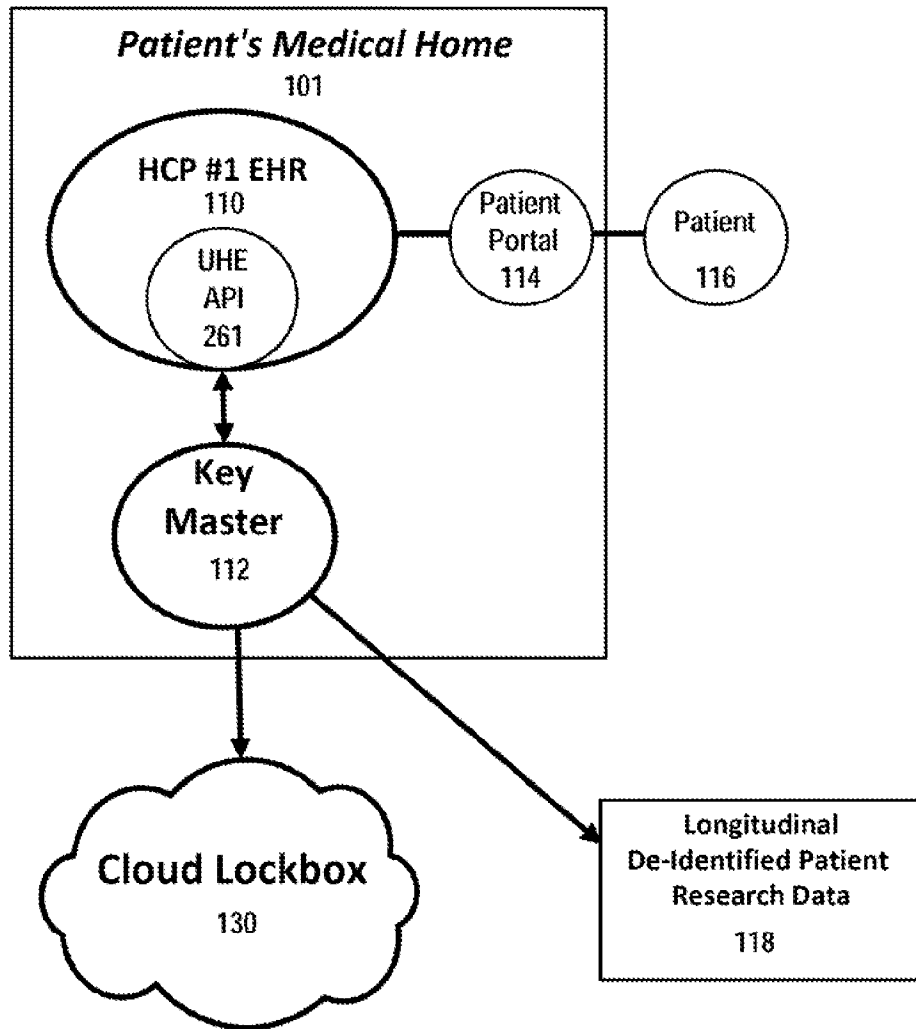 Patient's Medical Home
101
HCP #1 EHR
110
UHE
API
261
Patient
Portal
114
Patient
116
Key
Master
112
Cloud Lockbox
130
Longitudinal
De-Identified Patient
Research Data
118